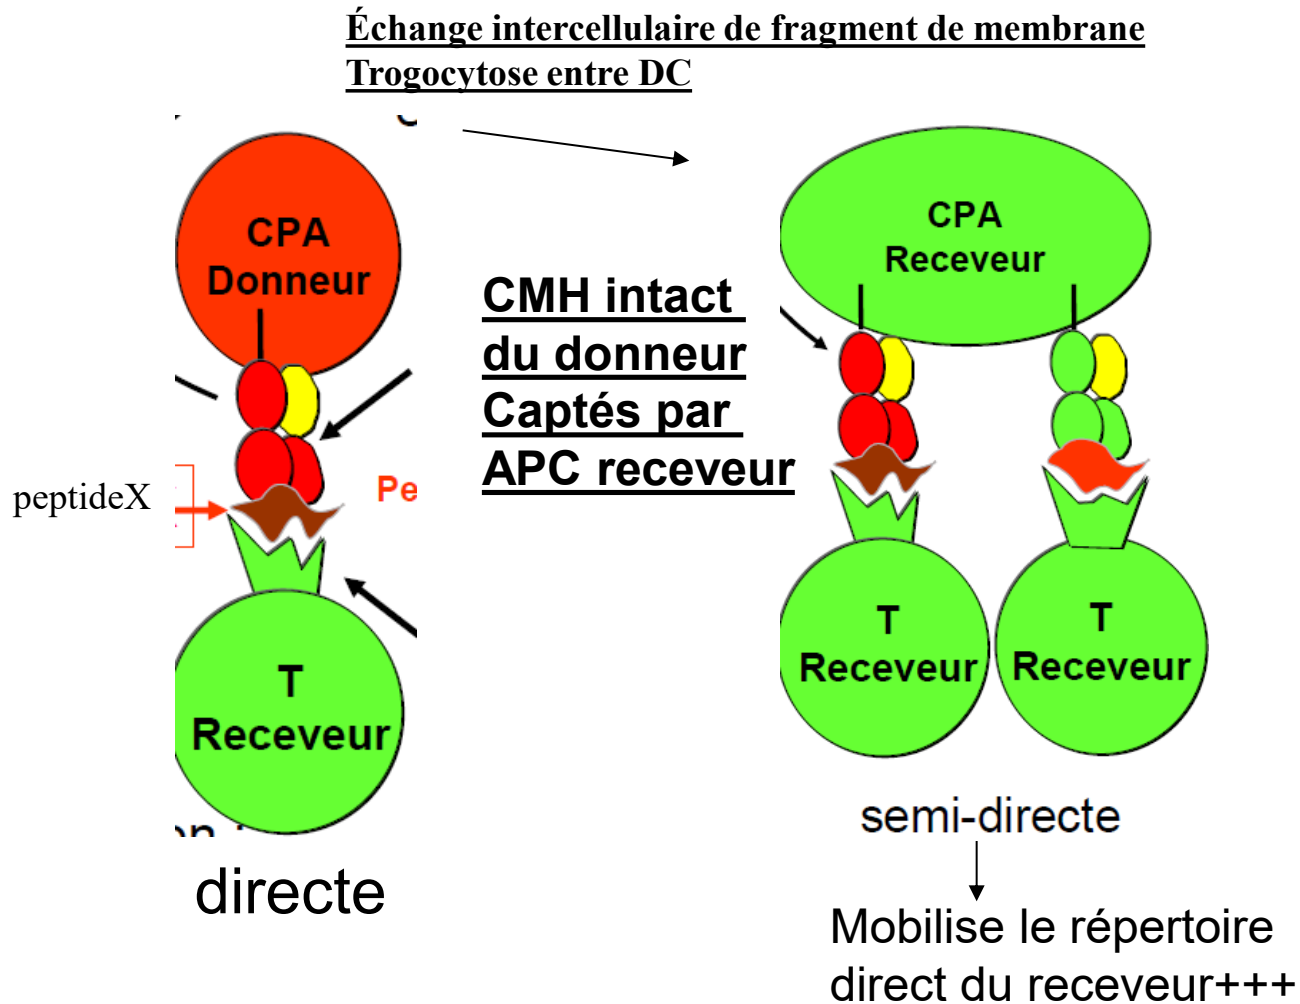 Échange intercellulaire de fragment de membrane
Trogocytose entre DC
CPA
Donneur
CPA
Receveur
CMH intact
du donneur
Captés par
APC receveur
peptideX
Pe
T
Receveur
T
Receveur
T
Receveur
directe
semi-directe
Mobilise le répertoire
direct du receveur+++